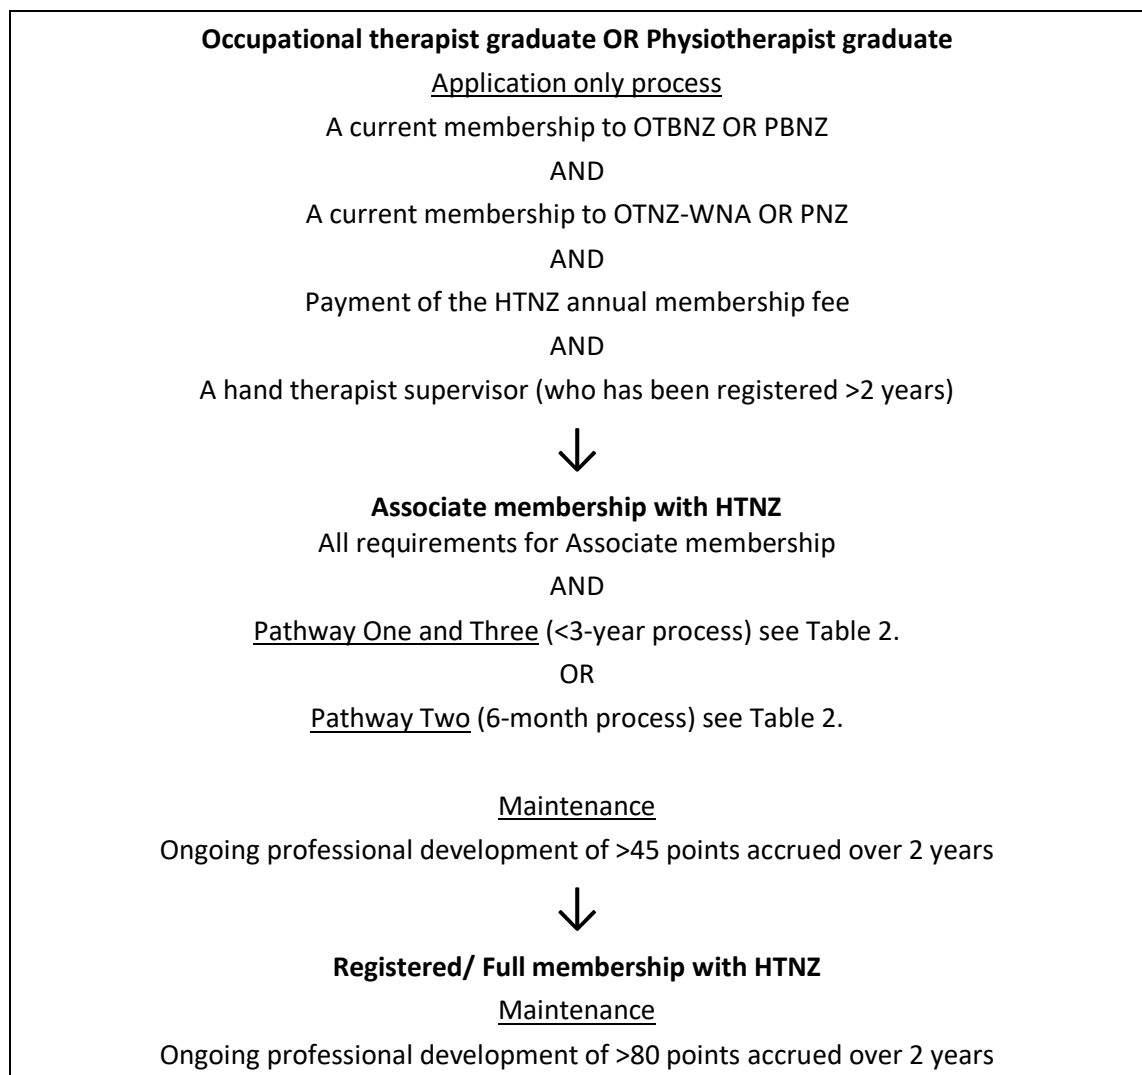 Occupational therapist graduate OR Physiotherapist graduate
Application only process
A current membership to OTBNZ OR PBNZ
AND
A current membership to OTNZ-WNA OR PNZ
AND
Payment of the HTNZ annual membership fee
AND
A hand therapist supervisor (who has been registered >2 years)
Associate membership with HTNZ
All requirements for Associate membership
AND
Pathway One and Three (<3-year process) see Table 2.
OR
Pathway Two (6-month process) see Table 2.
Maintenance
Ongoing professional development of >45 points accrued over 2 years
Registered/ Full membership with HTNZ
Maintenance
Ongoing professional development of >80 points accrued over 2 years